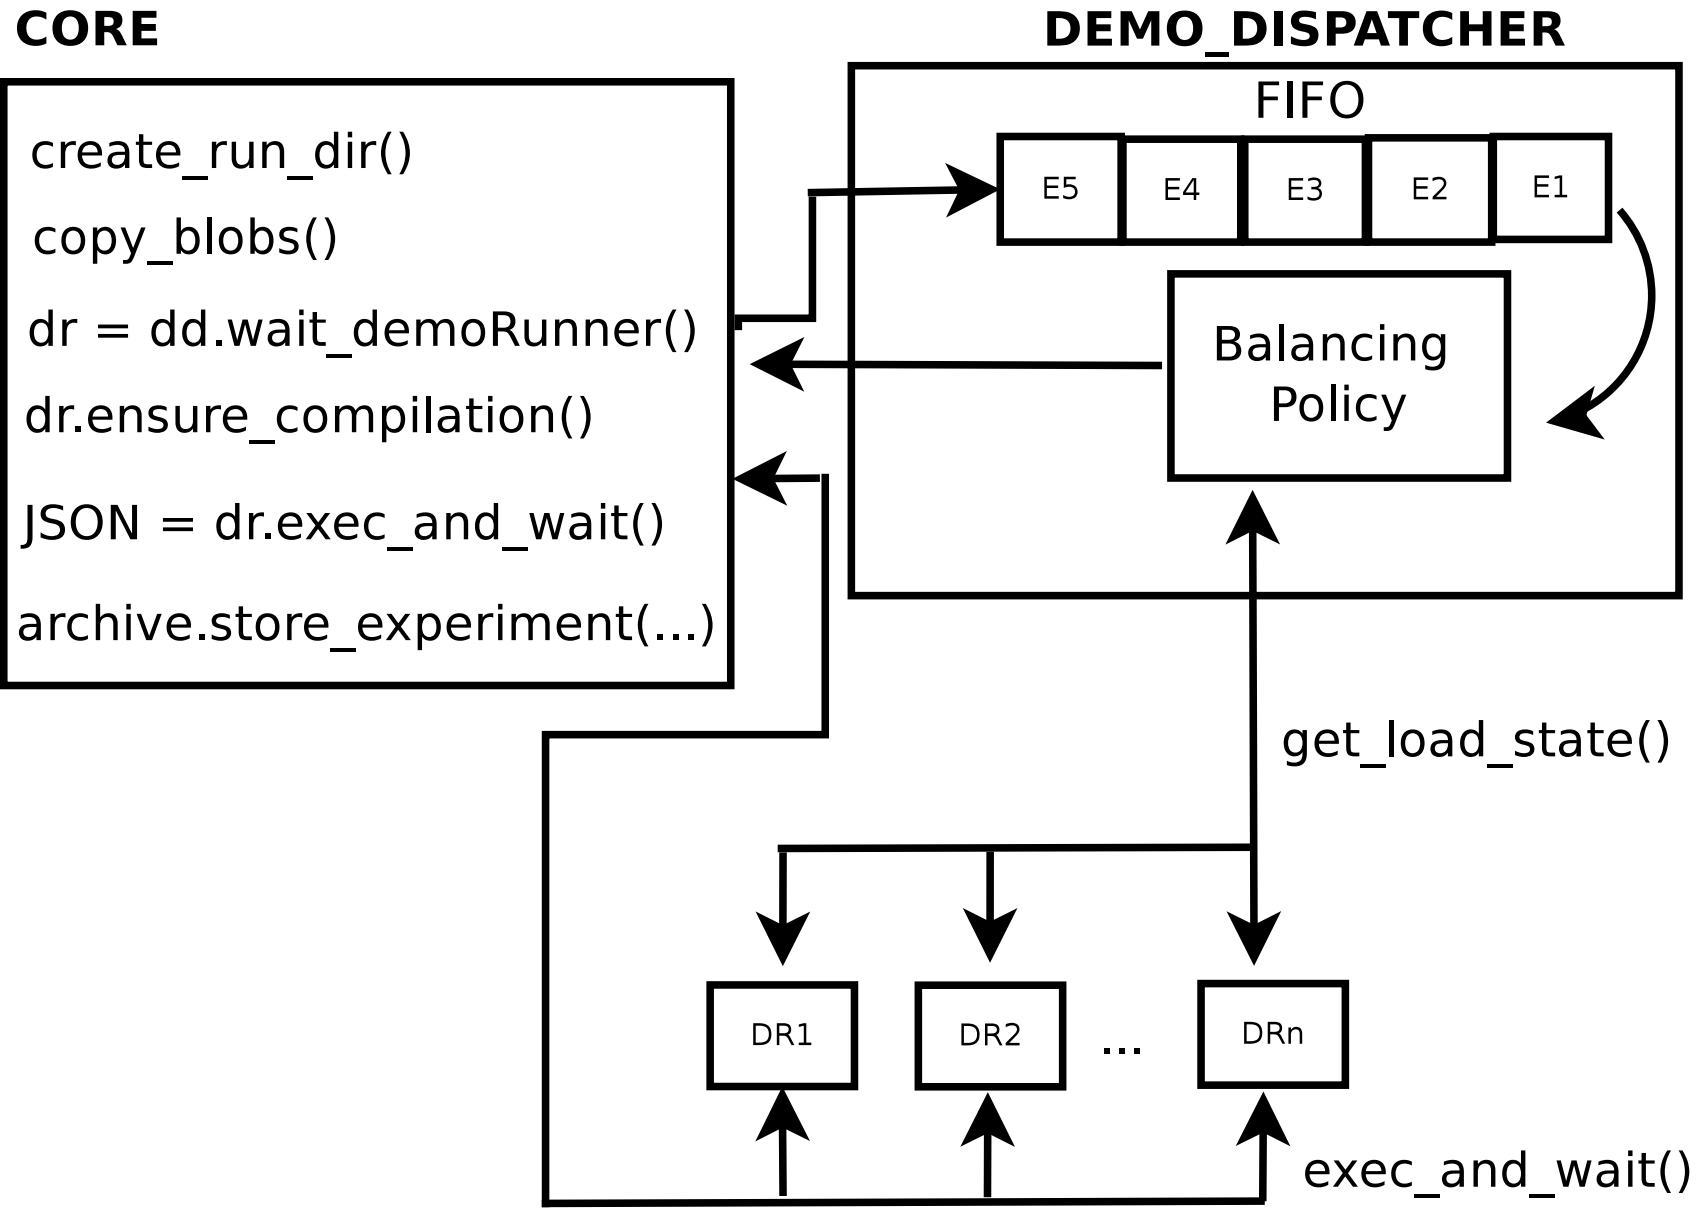 CORE
create_run_dir()
copy_blobs()
dr = dd.wait_demoRunner()
dr.ensure_compilation()
JSON = dr.exec_and_wait()
archive.store_experiment(...)
DEMO_DISPATCHER
FIFO
E5 E4 E3 E2 E1
Balancing
Policy
get_load_state()
DR1 DR2 ... DRn
exec_and_wait()